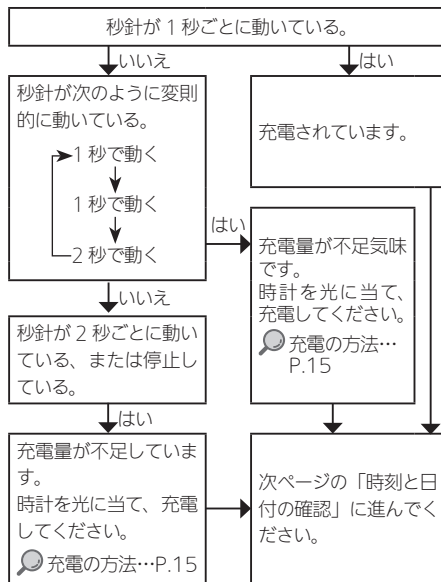 秒針が 1 秒ごとに動いている。
いいえ
はい
秒針が次のように変則
的に動いている。
1 秒で動く
1 秒で動く
2 秒で動く
充電されています。
はい
充電量が不足気味
です。
時計を光に当て、
充電してください。
充電の方法…
P.15
いいえ
秒針が 2 秒ごとに動い
ている、または停止し
ている。
はい
充電量が不足していま
す。
時計を光に当て、充電
してください。
充電の方法…P.15
次ページの「時刻と日
付の確認」に進んでく
ださい。